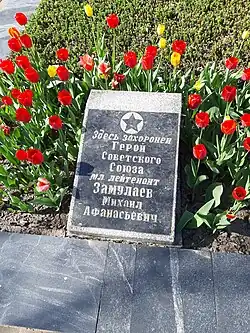 Здесь захоронен
Герой
Советского
Союза
мл лейтенант
Замулаев
Михаил
Афанасьевич